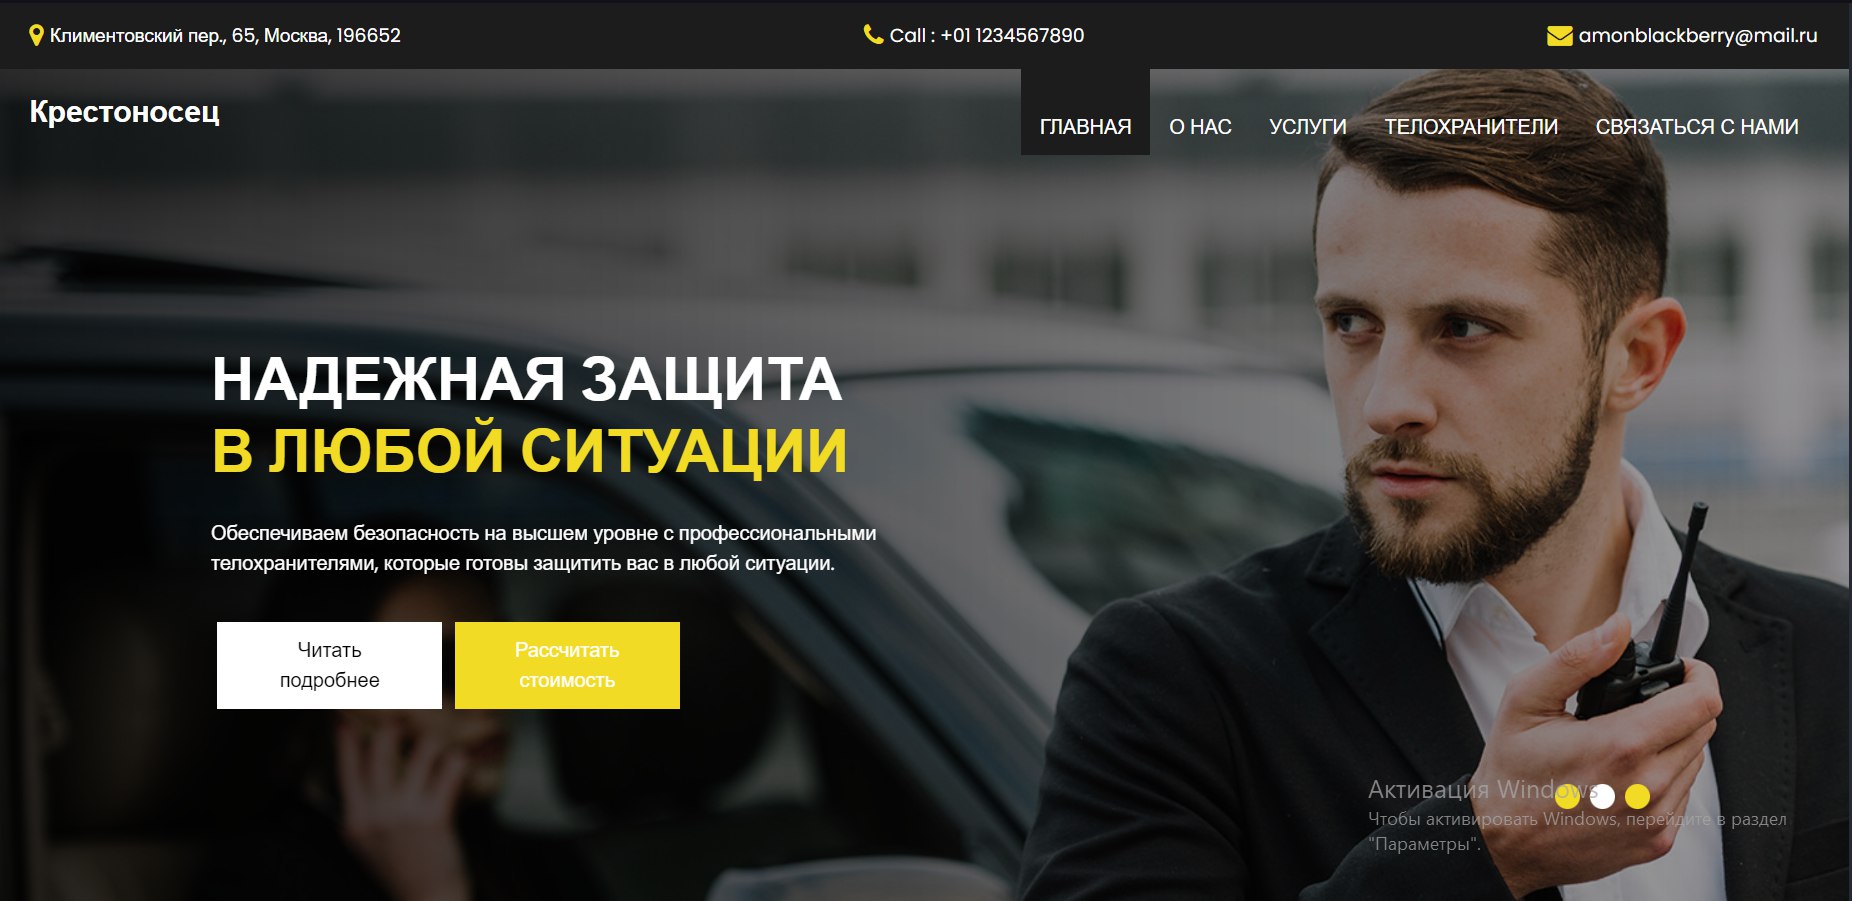 Климентовский пер., 65, Москва, 196652
Call : +01 1234567890
amonblackberry@mail.ru
Крестоносец
ГЛАВНАЯ
О НАС
УСЛУГИ
ТЕЛОХРАНИТЕЛИ
СВЯЗАТЬСЯ С НАМИ
НАДЕЖНАЯ ЗАЩИТА
В ЛЮБОЙ СИТУАЦИИ
Обеспечиваем безопасность на высшем уровне с профессиональными
телохранителями, которые готовы защитить вас в любой ситуации.
Читать
подробнее
Рассчитать
стоимость
Активация Windows
Чтобы активировать Windows, перейдите в раздел
"Параметры".